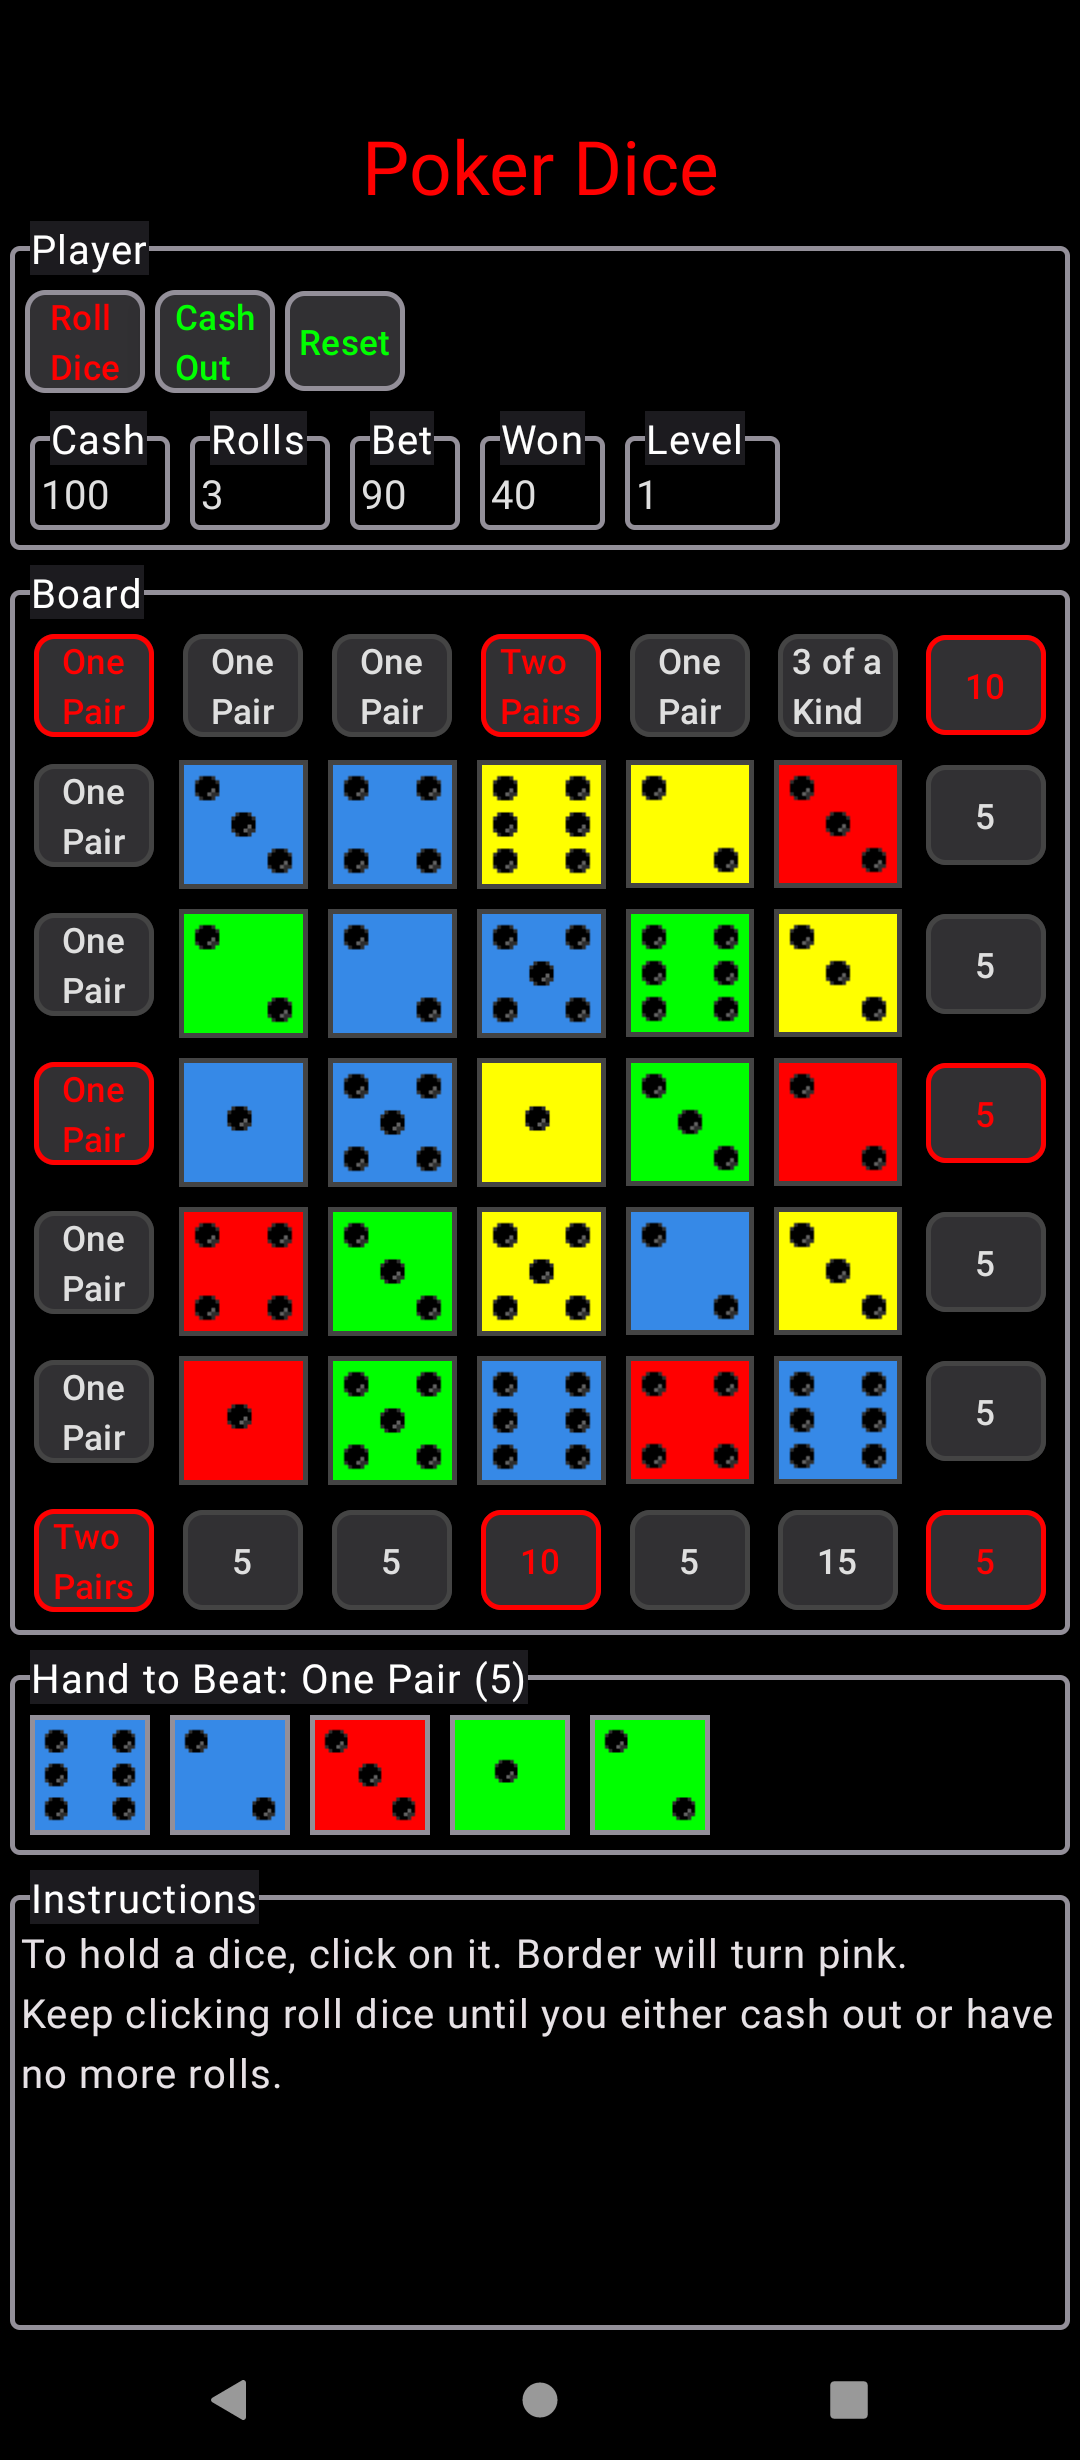 Poker Dice
Player
Roll
Dice
Cash
Out
Reset
Cash
Rolls
Bet
Won
Level
100
3
90
40
1
Board
One
Pair
One
Pair
One
Pair
Two
Pairs
One
Pair
3 of a
Kind
10
One
Pair
5
One
Pair
5
One
Pair
5
One
Pair
5
One
Pair
5
Two
Pairs
5
5
10
5
15
5
Hand to Beat: One Pair (5)
Instructions
To hold a dice, click on it. Border will turn pink.
Keep clicking roll dice until you either cash out or have
no more rolls.